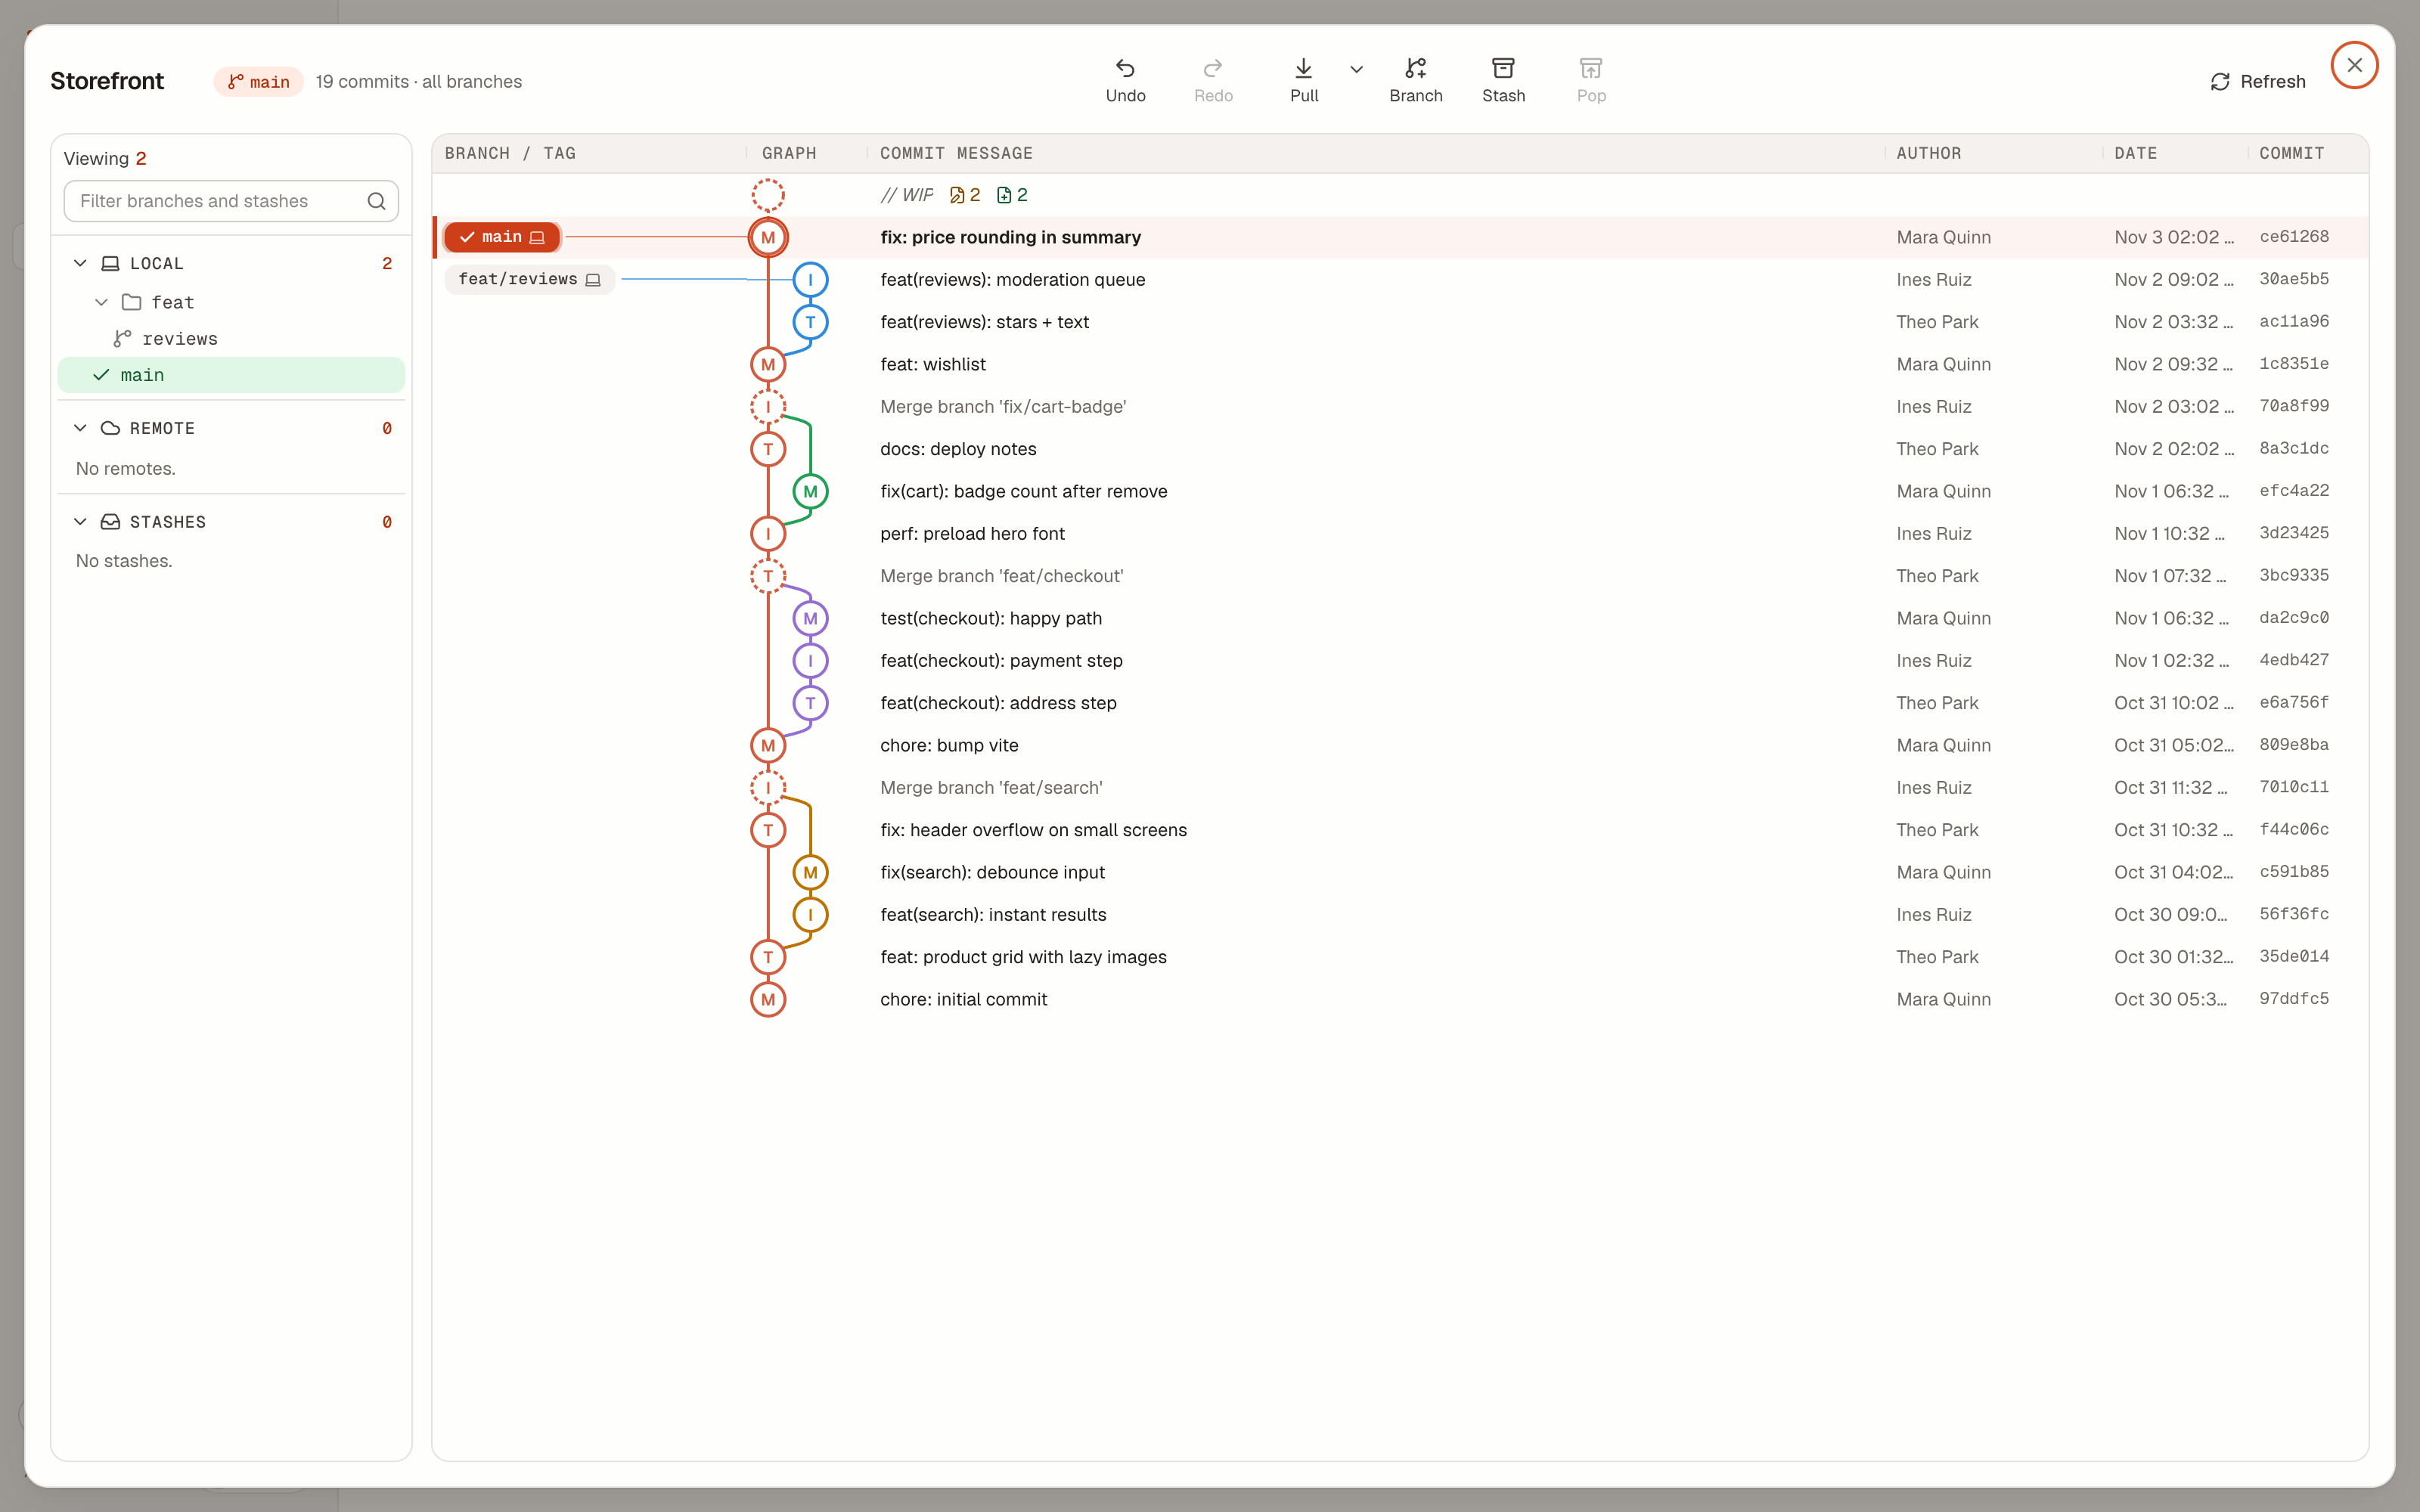 Storefront main 19 commits · all branches Undo Redo Pull Branch Stash Pop Refresh
Viewing 2
Filter branches and stashes
LOCAL 2
feat
reviews
main
REMOTE 0
No remotes.
STASHES 0
No stashes.
BRANCH / TAG GRAPH COMMIT MESSAGE AUTHOR DATE COMMIT
// WIP 2 2
main M fix: price rounding in summary Mara Quinn Nov 3 02:02 … ce61268
feat/reviews I feat(reviews): moderation queue Ines Ruiz Nov 2 09:02 … 30ae5b5
T feat(reviews): stars + text Theo Park Nov 2 03:32 … ac11a96
M feat: wishlist Mara Quinn Nov 2 09:32 … 1c8351e
I Merge branch 'fix/cart-badge' Ines Ruiz Nov 2 03:02 … 70a8f99
T docs: deploy notes Theo Park Nov 2 02:02 … 8a3c1dc
M fix(cart): badge count after remove Mara Quinn Nov 1 06:32 … efc4a22
I perf: preload hero font Ines Ruiz Nov 1 10:32 … 3d23425
T Merge branch 'feat/checkout' Theo Park Nov 1 07:32 … 3bc9335
M test(checkout): happy path Mara Quinn Nov 1 06:32 … da2c9c0
I feat(checkout): payment step Ines Ruiz Nov 1 02:32 … 4edb427
T feat(checkout): address step Theo Park Oct 31 10:02 … e6a756f
M chore: bump vite Mara Quinn Oct 31 05:02… 809e8ba
I Merge branch 'feat/search' Ines Ruiz Oct 31 11:32 … 7010c11
T fix: header overflow on small screens Theo Park Oct 31 10:32 … f44c06c
M fix(search): debounce input Mara Quinn Oct 31 04:02… c591b85
I feat(search): instant results Ines Ruiz Oct 30 09:0… 56f36fc
T feat: product grid with lazy images Theo Park Oct 30 01:32… 35de014
M chore: initial commit Mara Quinn Oct 30 05:3… 97ddfc5